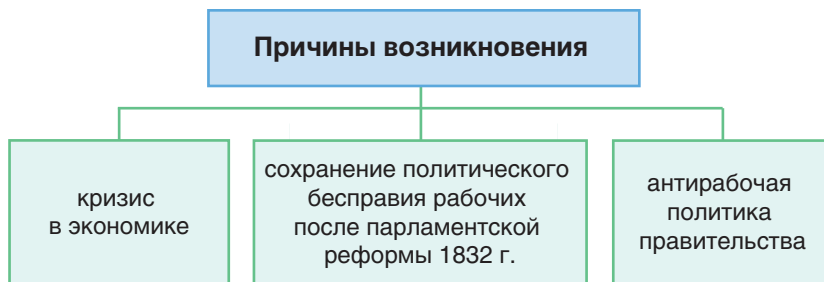 Причины возникновения
кризис
в экономике
сохранение политического
бесправия рабочих
после парламентской
реформы 1832 г.
антирабочая
политика
правительства